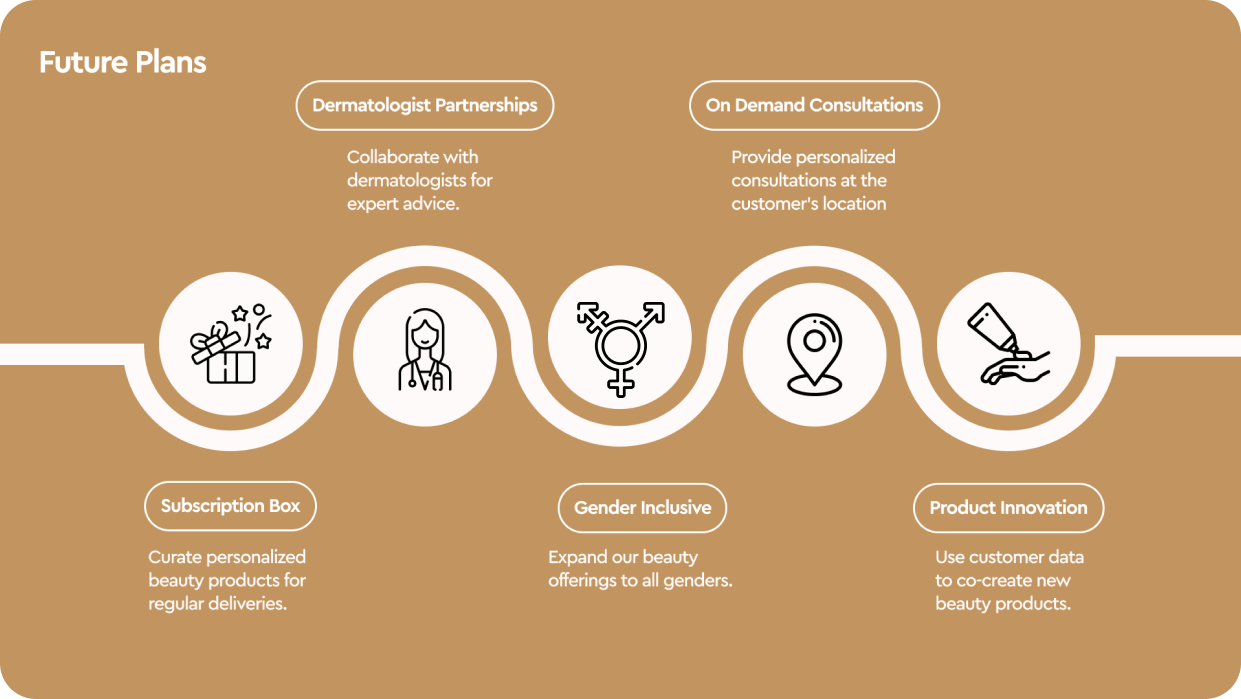 Future Plans
Dermatologist Partnerships
Collaborate with
dermatologists for
expert advice.
On Demand Consultations
Provide personalized
consultations at the
customer's location
Subscription Box
Curate personalized
beauty products for
regular deliveries.
Gender Inclusive
Expand our beauty
offerings to all genders.
Product Innovation
Use customer data
to co-create new
beauty products.